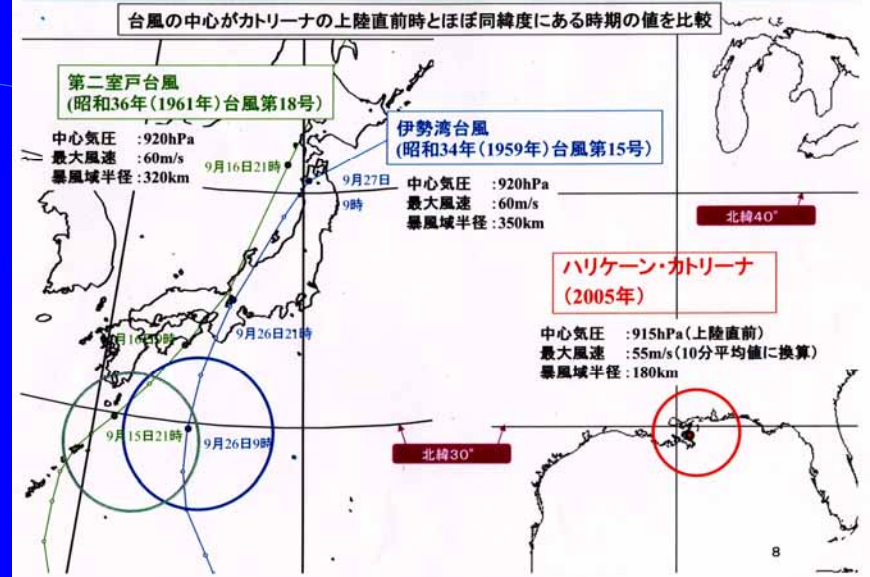 台風の中心がカトリーナの上陸直前時とほぼ同緯度にある時期の値を比較
第二室戸台風
(昭和36年(1961年)台風第18号)
中心気圧 :920hPa
最大風速 :60m/s
暴風域半径:320km
9月16日21時
伊勢湾台風
(昭和34年(1959年)台風第15号)
9月27日
9時
中心気圧 :920hPa
最大風速 :60m/s
暴風域半径:350km
北緯40°
ハリケーン・カトリーナ
(2005年)
中心気圧 :915hPa(上陸直前)
最大風速 :55m/s(10分平均値に換算)
暴風域半径:180km
9月16日9時
9月26日21時
9月15日21時
9月26日9時
北緯30°
8